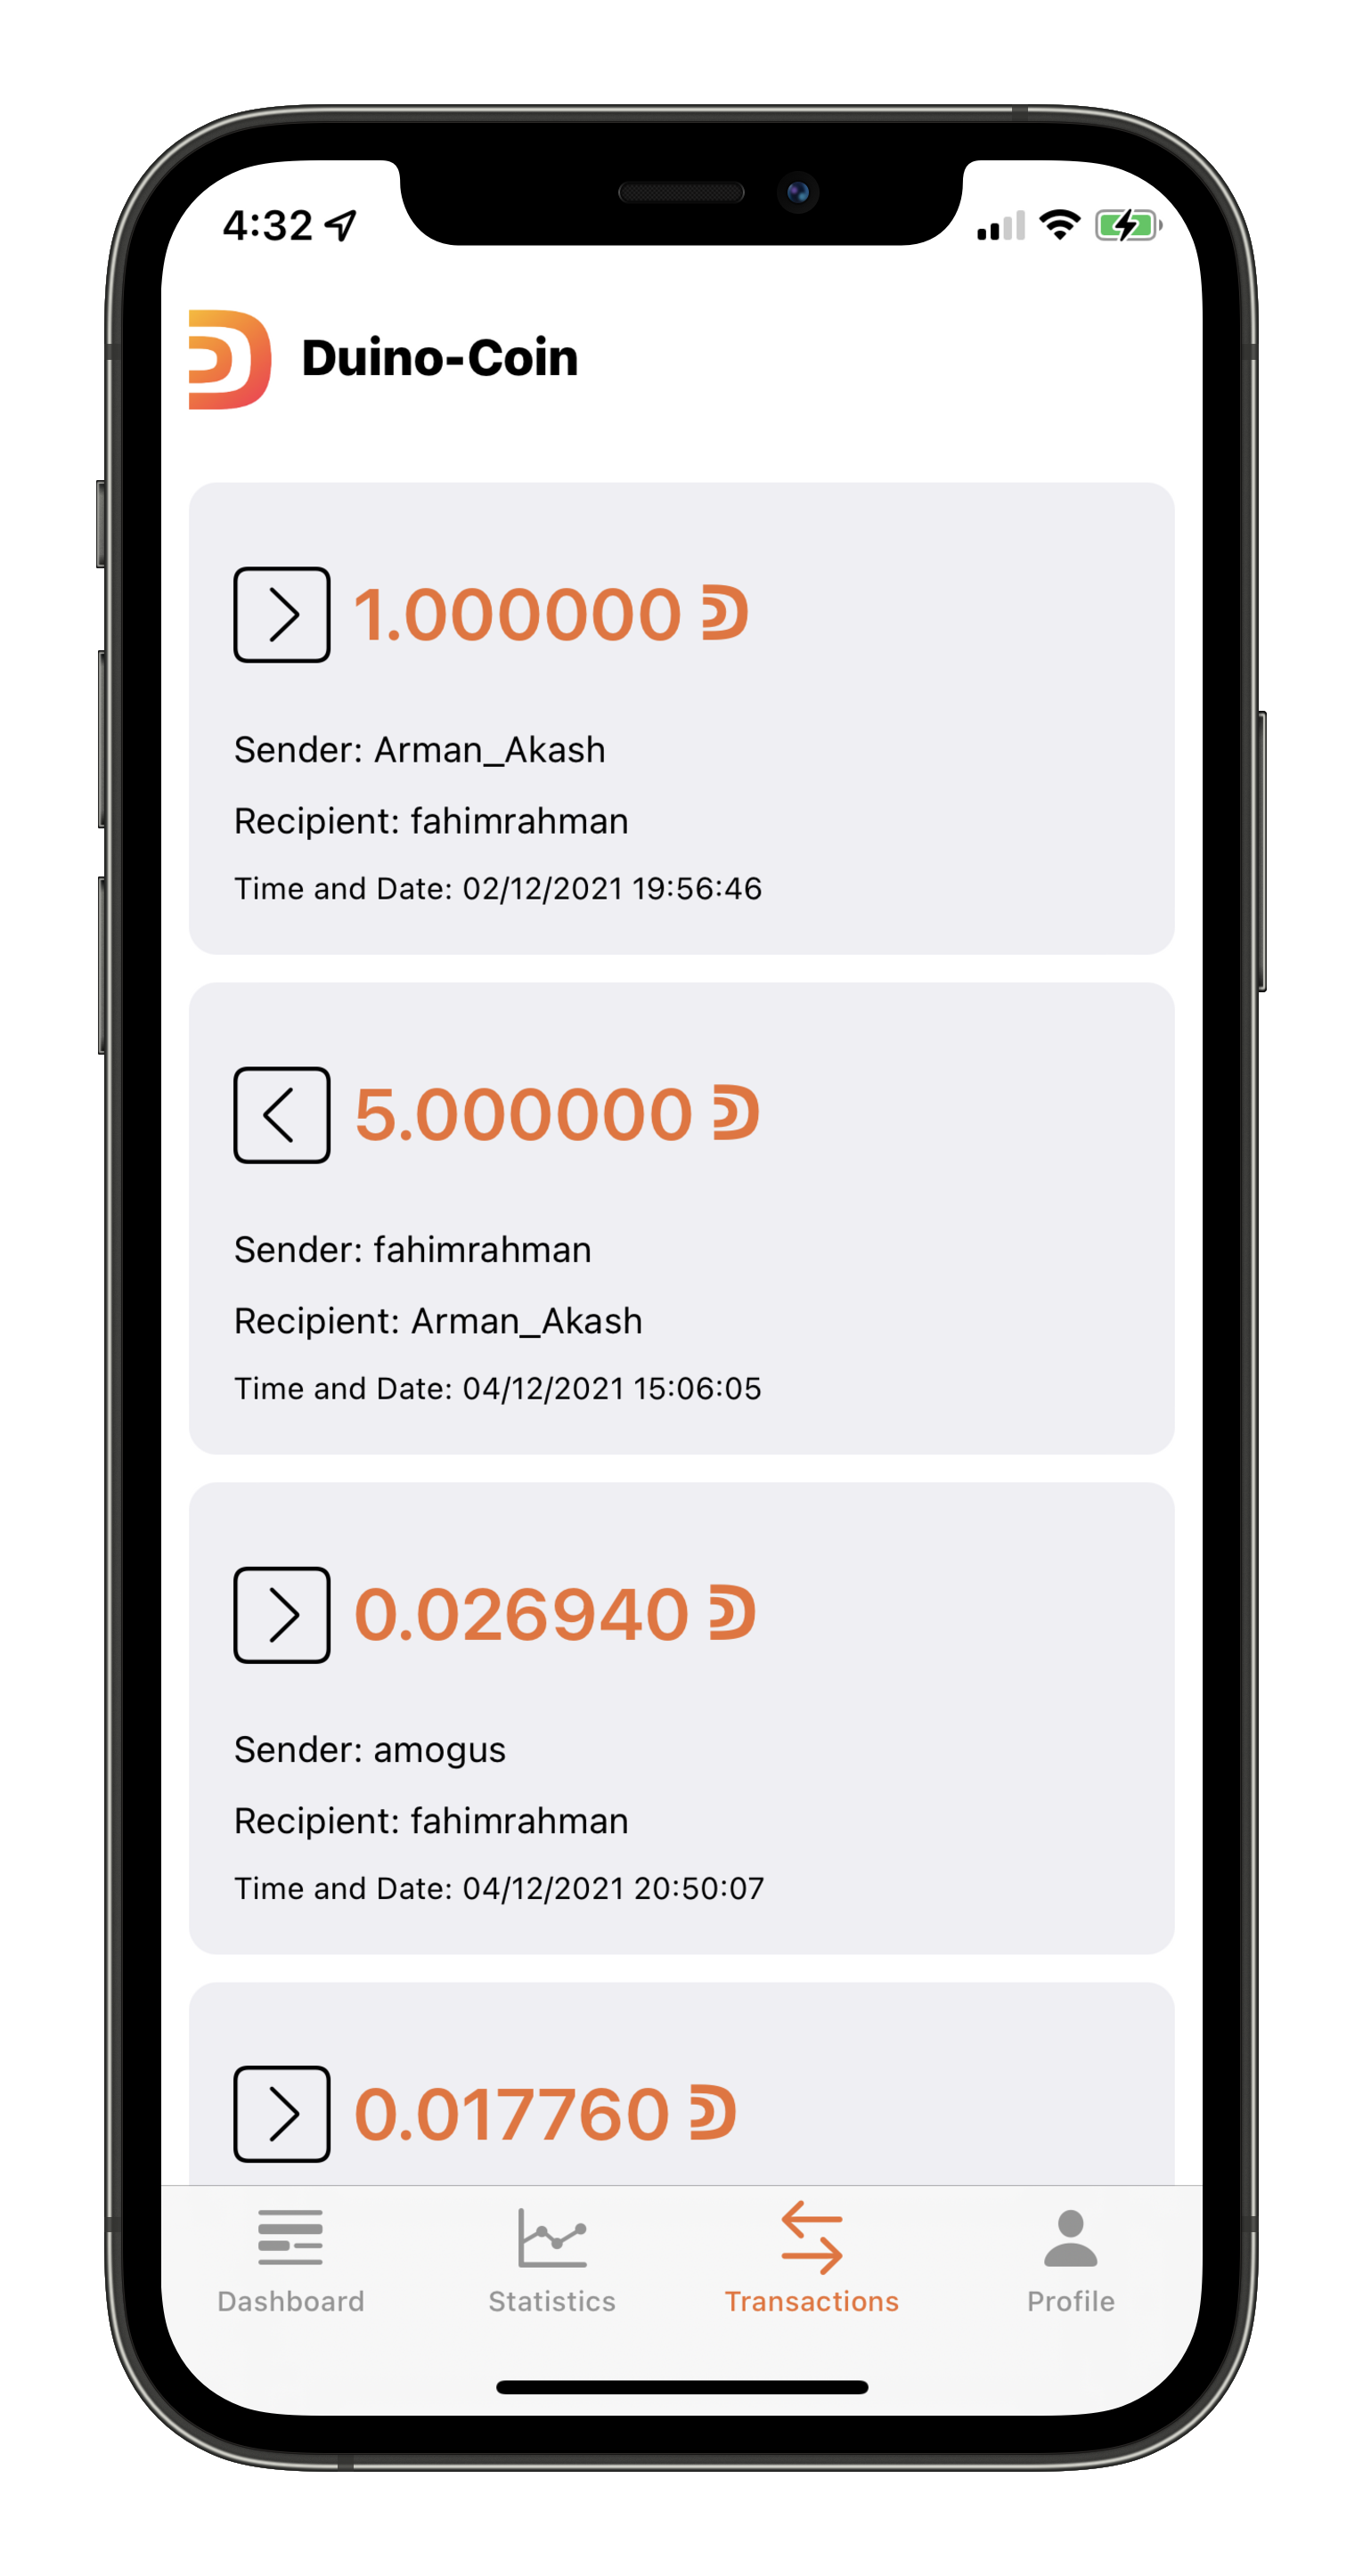 4:32
Duino-Coin
1.000000
Sender: Arman_Akash
Recipient: fahimrahman
Time and Date: 02/12/2021 19:56:46
5.000000
Sender: fahimrahman
Recipient: Arman_Akash
Time and Date: 04/12/2021 15:06:05
0.026940
Sender: amogus
Recipient: fahimrahman
Time and Date: 04/12/2021 20:50:07
0.017760
Dashboard Statistics Transactions Profile